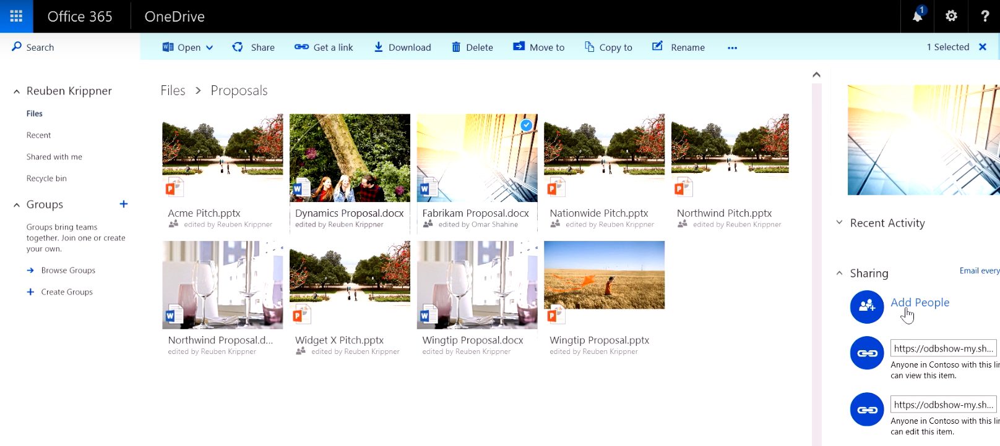 Office 365
OneDrive
1
?
Search
Open
Share
Get a link
Download
Delete
Move to
Copy to
Rename
...
1 Selected
Reuben Krippner
Files
Recent
Shared with me
Recycle bin
Groups
Groups bring teams
together. Join one or create
your own.
Browse Groups
Create Groups
Files > Proposals
Acme Pitch.pptx
edited by Reuben Krippner
Dynamics Proposal.docx
edited by Reuben Krippner
Fabrikam Proposal.docx
edited by Omar Shahine
Nationwide Pitch.pptx
edited by Reuben Krippner
Northwind Pitch.pptx
edited by Reuben Krippner
Northwind Proposal.d...
edited by Reuben Krippner
Widget X Pitch.pptx
edited by Reuben Krippner
Wingtip Proposal.docx
edited by Reuben Krippner
Wingtip Proposal.pptx
edited by Reuben Krippner
Recent Activity
Sharing
Email every
Add People
https://odbshow-my.sh...
Anyone in Contoso with this lin
can view this item.
https://odbshow-my.sh...
Anyone in Contoso with this lin
can edit this item.